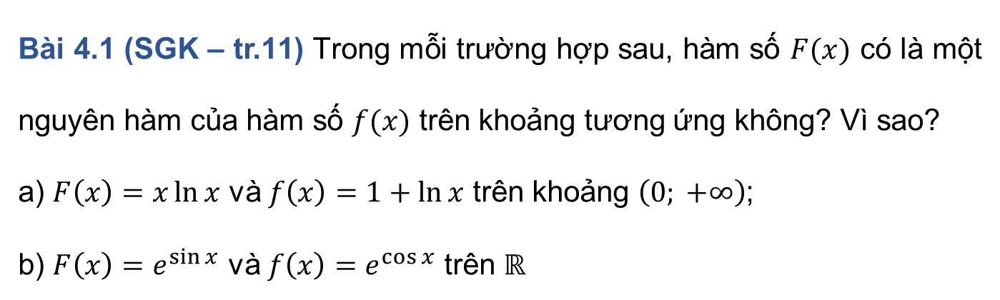 Bài 4.1 (SGK – tr.11) Trong mỗi trường hợp sau, hàm số F(x) có là một
nguyên hàm của hàm số f(x) trên khoảng tương ứng không? Vì sao?
a) F(x) = x ln x và f(x) = 1 + ln x trên khoảng (0; +∞);
b) F(x) = e^{sin x} và f(x) = e^{cos x} trên ℝ